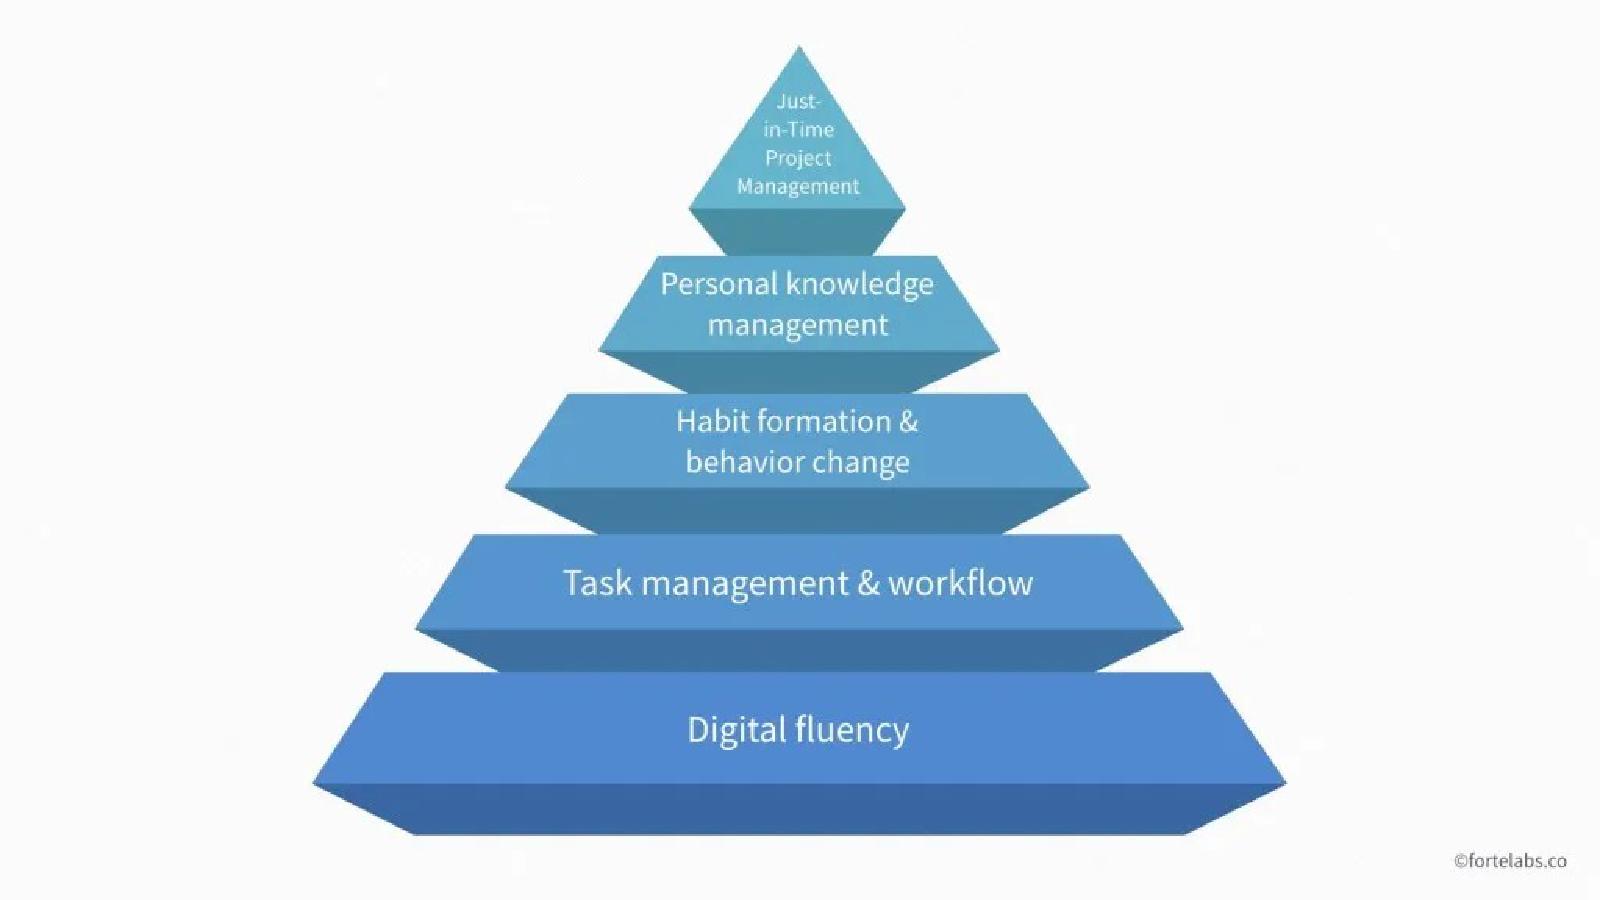 Just-
in-Time
Project
Management
Personal knowledge
management
Habit formation &
behavior change
Task management & workflow
Digital fluency
©fortelabs.co